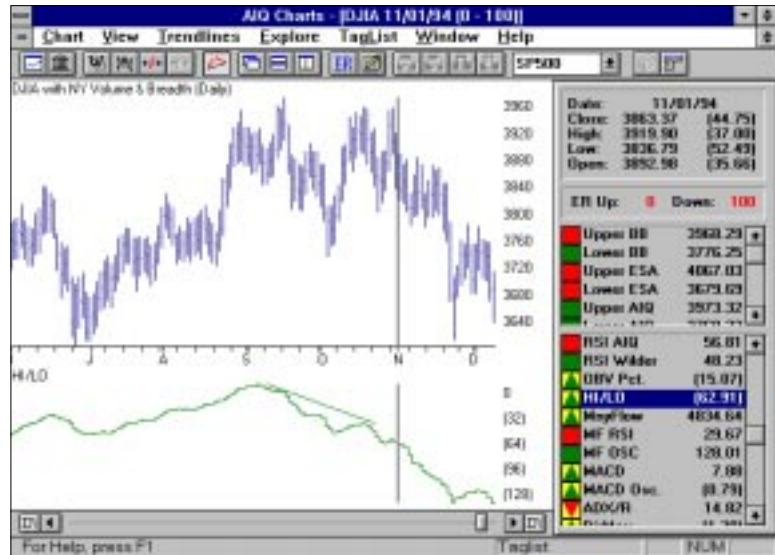 AIQ Charts - [DJIA 11/01/94 (0 - 100)]
Chart View Trendlines Explore TagList Window Help
ER SP500
DJIA with NY Volume & Breadth (Daily)
3960
3920
3880
3840
3800
3760
3720
3680
3640
J A S O N D
HI/LO
0
(32)
(64)
(96)
(128)
Date: 11/01/94
Close: 3863.37 (44.75)
High: 3919.90 (37.00)
Low: 3836.79 (52.49)
Open: 3892.98 (35.66)
ER Up: 0 Down: 100
Upper BB 3968.29
Lower BB 3776.25
Upper ESA 4067.03
Lower ESA 3679.69
Upper AIQ 3973.32
RSI AIQ 56.81
RSI Wilder 48.23
OBV Pct. (15.07)
HI/LO (62.91)
MnyFlow 4834.64
MF RSI 29.67
MF OSC 128.01
MACD 7.88
MACD Osc. (8.79)
ADX/R 14.82
For Help, press F1
Taglist
NUM